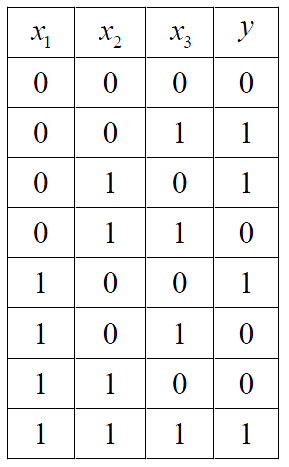 x₁ x₂ x₃ y
0 0 0 0
0 0 1 1
0 1 0 1
0 1 1 0
1 0 0 1
1 0 1 0
1 1 0 0
1 1 1 1